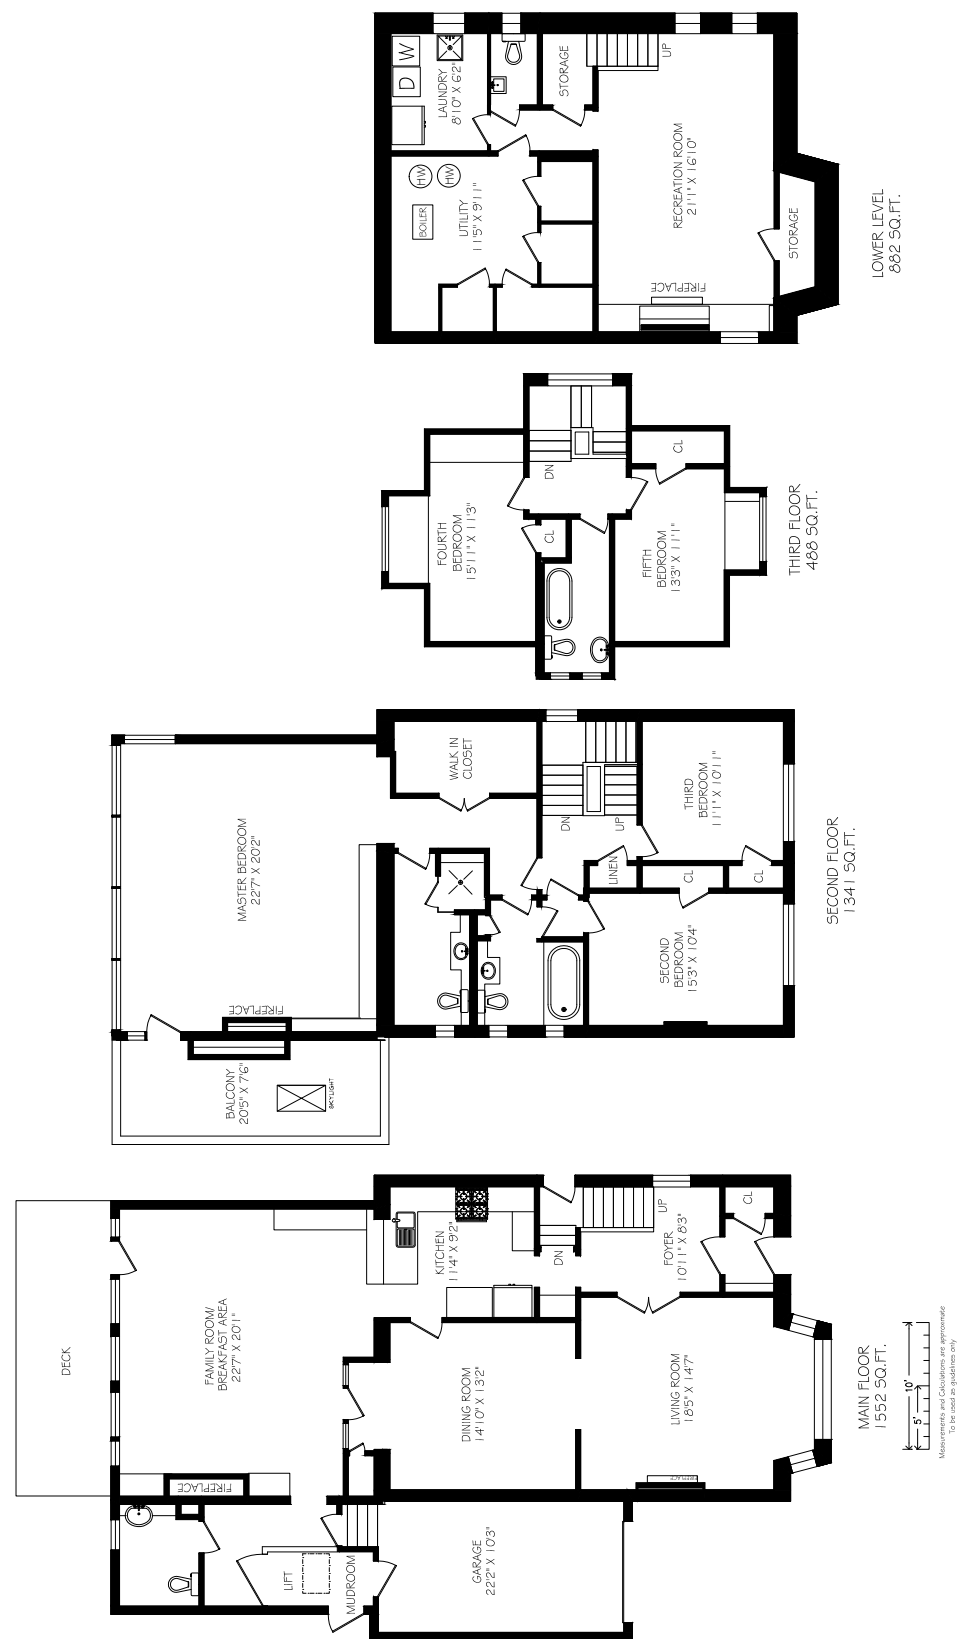 W
D
LAUNDRY
8'10" X 6'2"
STORAGE
UP
HW
HW
BOILER
UTILITY
11'5" X 9'11"
RECREATION ROOM
21'1" X 16'10"
STORAGE
FIREPLACE
LOWER LEVEL
882 SQ.FT.
CL
DN
FOURTH
BEDROOM
15'11" X 11'3"
CL
FIFTH
BEDROOM
13'3" X 11'1"
THIRD FLOOR
488 SQ.FT.
WALK IN
CLOSET
MASTER BEDROOM
22'7" X 20'2"
DN
UP
THIRD
BEDROOM
11'1" X 10'11"
LINEN
CL
CL
SECOND
BEDROOM
15'3" X 10'4"
FIREPLACE
BALCONY
20'5" X 7'6"
SKYLIGHT
SECOND FLOOR
1341 SQ.FT.
DECK
FAMILY ROOM/
BREAKFAST AREA
22'7" X 20'1"
KITCHEN
11'4" X 9'2"
DN
UP
FOYER
10'11" X 8'3"
CL
DINING ROOM
14'10" X 13'2"
LIVING ROOM
18'5" X 14'7"
FIREPLACE
FIREPLACE
LIFT
MUDROOM
GARAGE
22'2" X 10'3"
MAIN FLOOR
1552 SQ.FT.
10'
5'
Measurements and Calculations are approximate
To be used as guidelines only